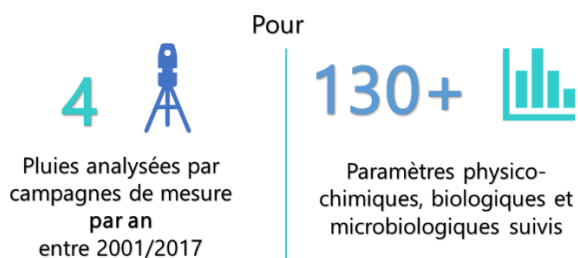 Pour
4
Pluies analysées par
campagnes de mesure
par an
entre 2001/2017
130+
Paramètres physico-
chimiques, biologiques et
microbiologiques suivis